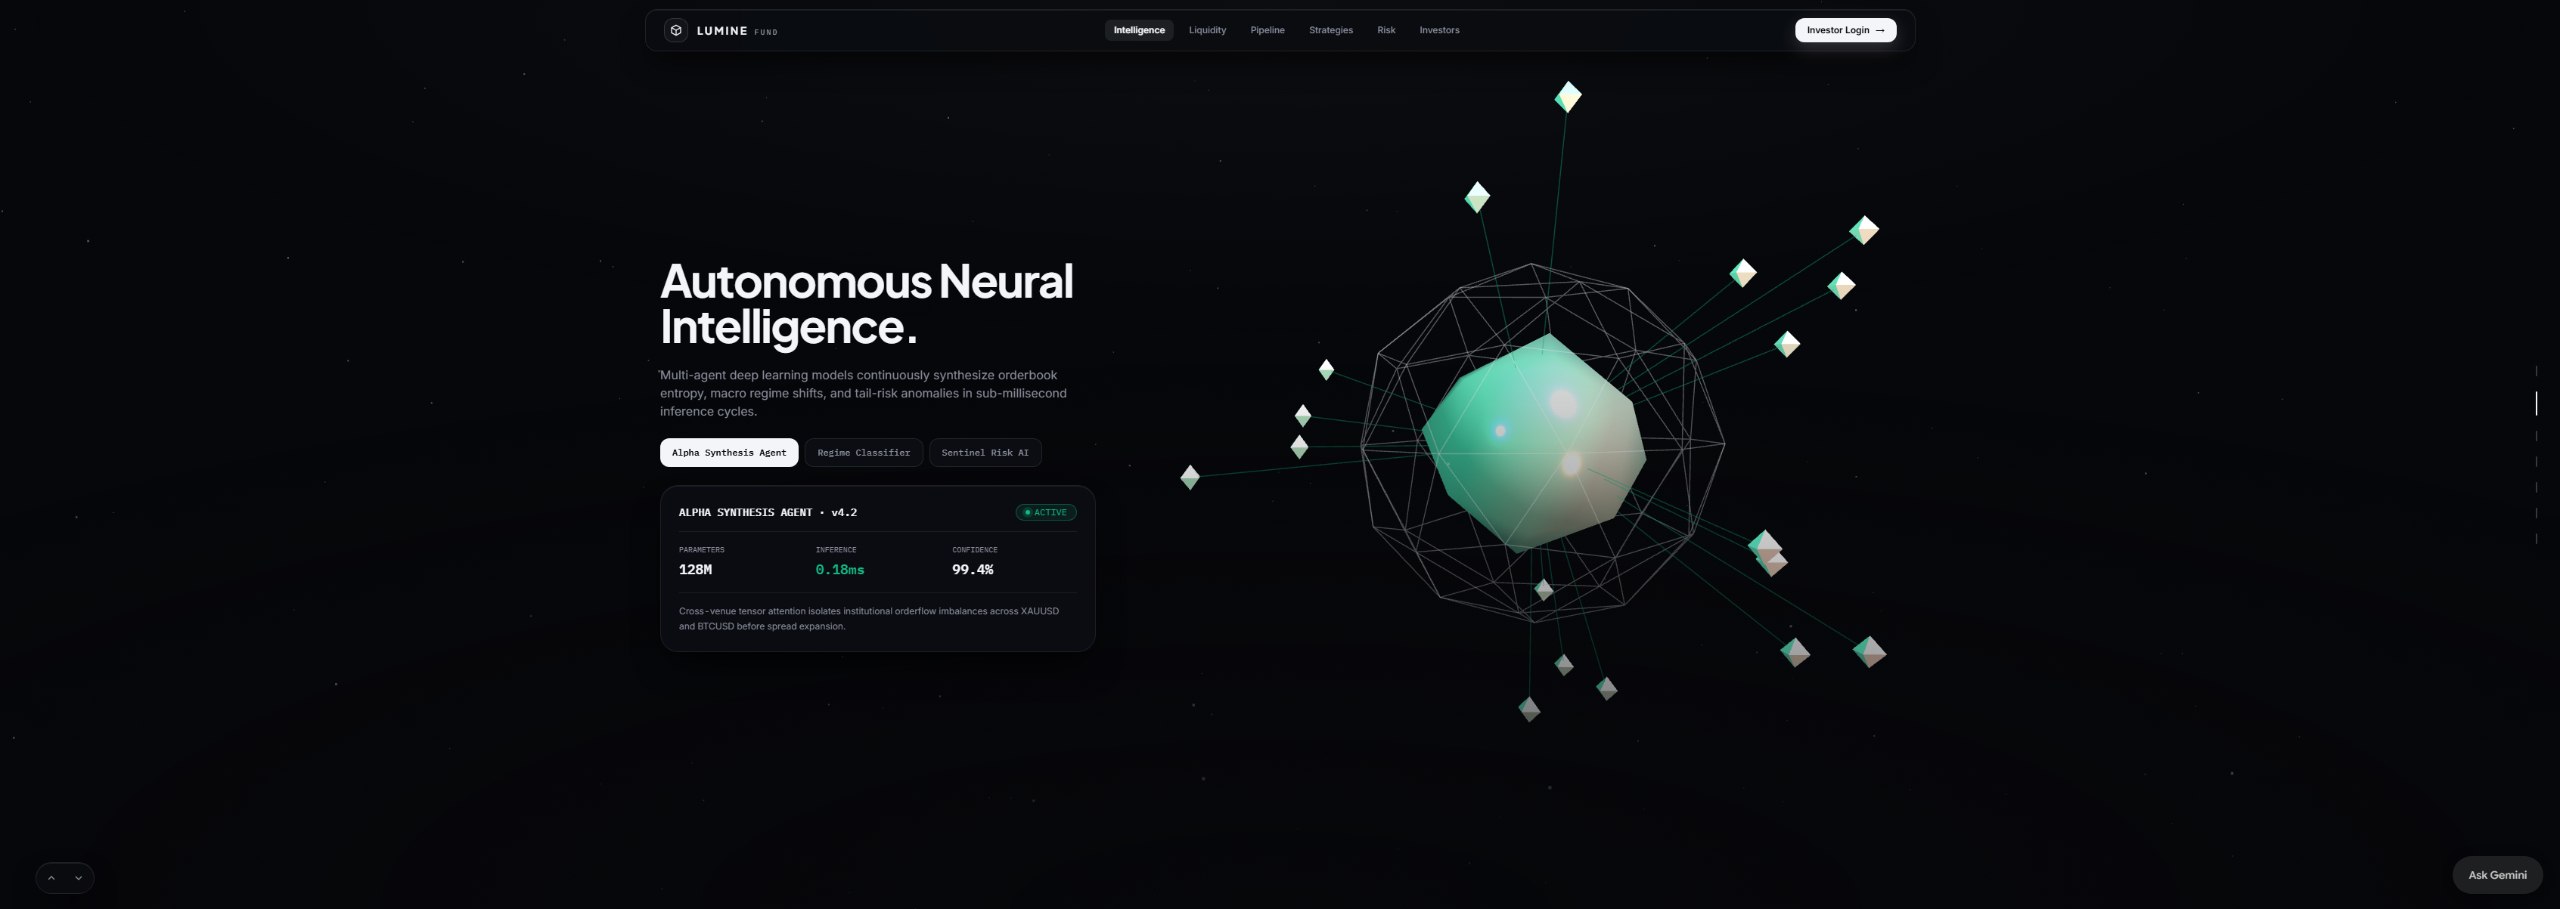 LUMINE FUND
Intelligence
Liquidity
Pipeline
Strategies
Risk
Investors
Investor Login →
Autonomous Neural
Intelligence.
Multi-agent deep learning models continuously synthesize orderbook
entropy, macro regime shifts, and tail-risk anomalies in sub-millisecond
inference cycles.
Alpha Synthesis Agent
Regime Classifier
Sentinel Risk AI
ALPHA SYNTHESIS AGENT • v4.2
ACTIVE
PARAMETERS
INFERENCE
CONFIDENCE
128M
0.18ms
99.4%
Cross-venue tensor attention isolates institutional orderflow imbalances across XAUUSD
and BTCUSD before spread expansion.
Ask Gemini